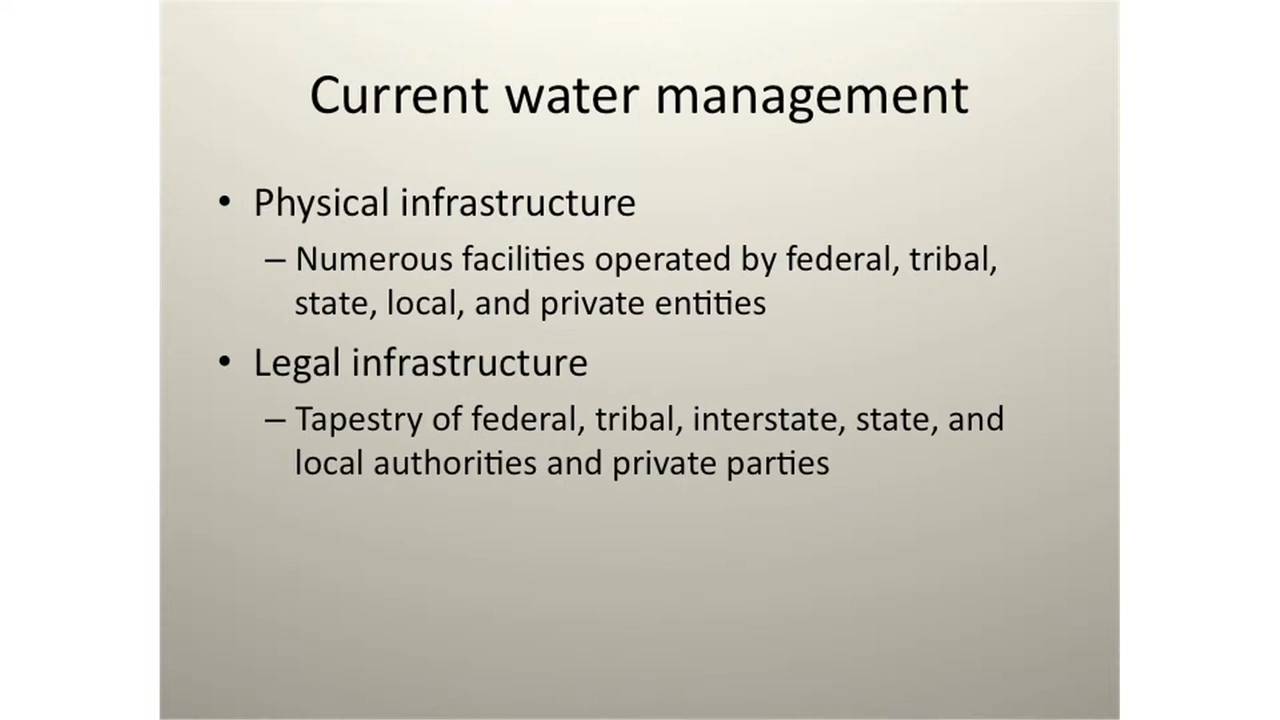 Current water management
• Physical infrastructure
– Numerous facilities operated by federal, tribal,
state, local, and private entities
• Legal infrastructure
– Tapestry of federal, tribal, interstate, state, and
local authorities and private parties